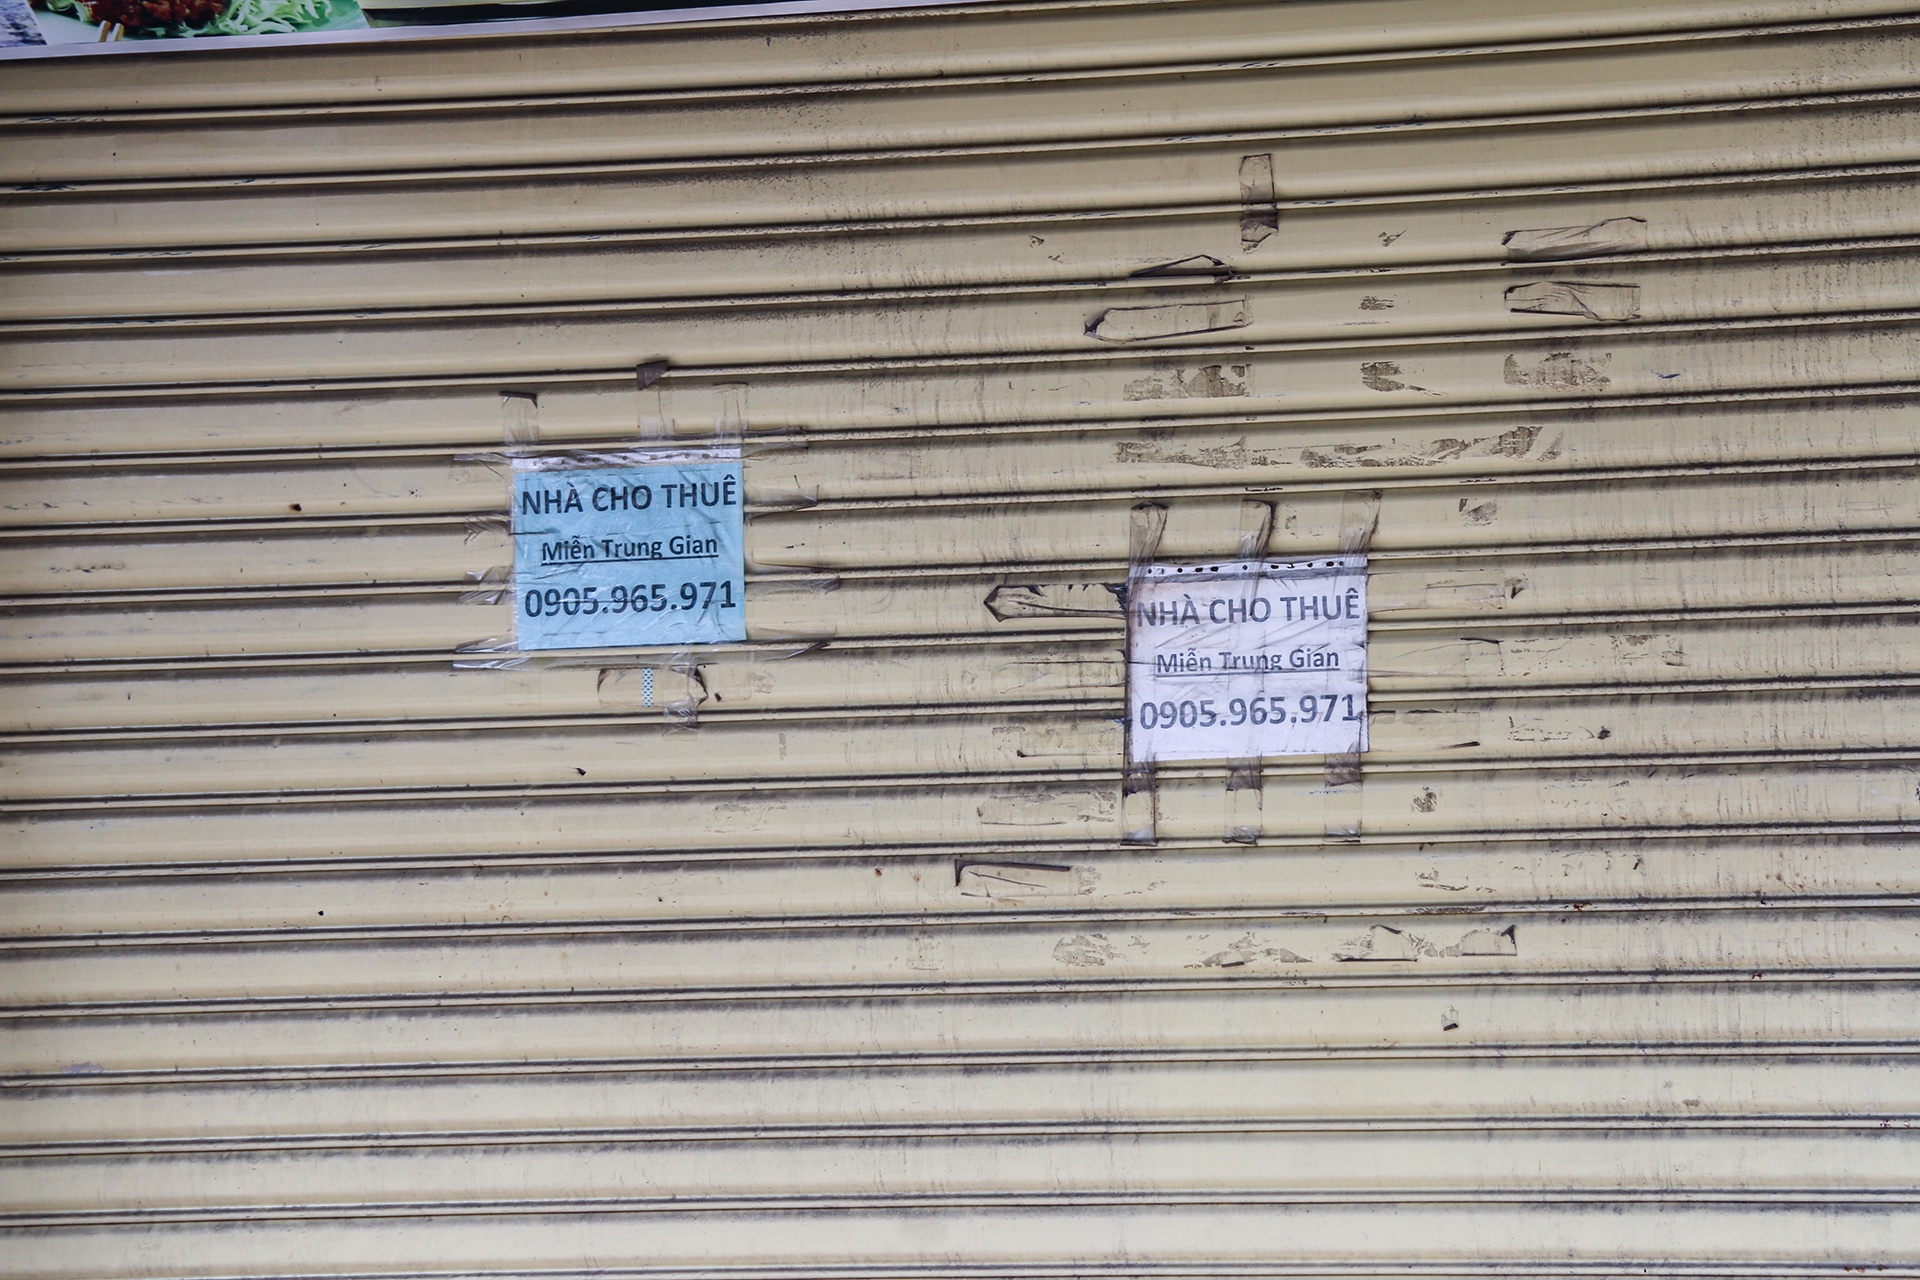 NHÀ CHO THUÊ
Miễn Trung Gian
0905.965.971
NHÀ CHO THUÊ
Miễn Trung Gian
0905.965.971